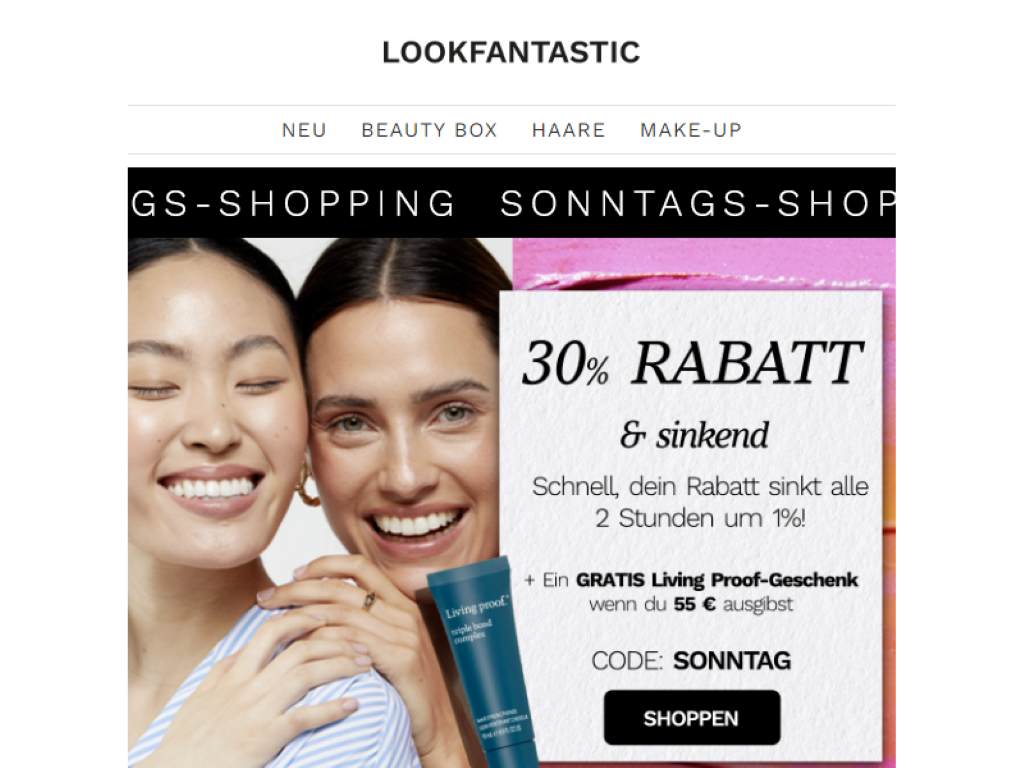 LOOKFANTASTIC
NEU BEAUTY BOX HAARE MAKE-UP
GS-SHOPPING SONNTAGS-SHOP
30% RABATT
& sinkend
Schnell, dein Rabatt sinkt alle
2 Stunden um 1%!
+ Ein GRATIS Living Proof-Geschenk
wenn du 55 € ausgibst
CODE: SONNTAG
SHOPPEN
Living proof.
triple bond
complex